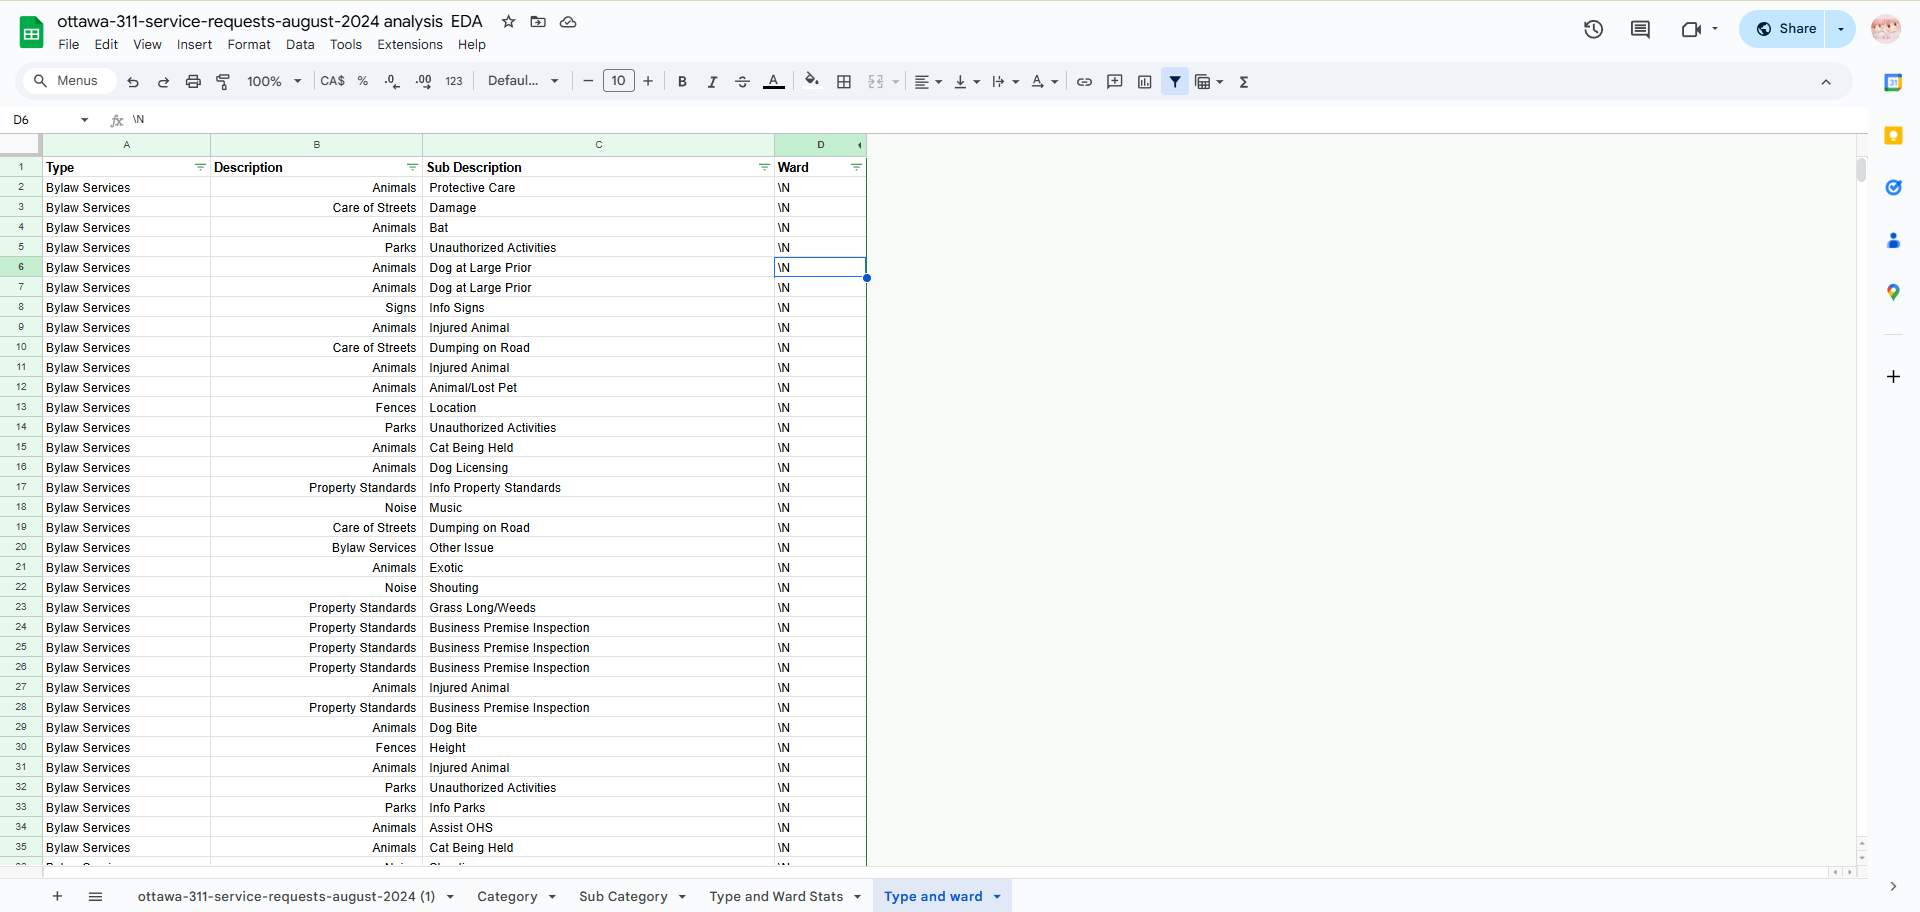 ottawa-311-service-requests-august-2024 analysis EDA
File Edit View Insert Format Data Tools Extensions Help
Share
Menus 100% CA$ % .0 .00 123 Defaul... 10 B I A
D6 \N
A B C D
1 Type Description Sub Description Ward
2 Bylaw Services Animals Protective Care \N
3 Bylaw Services Care of Streets Damage \N
4 Bylaw Services Animals Bat \N
5 Bylaw Services Parks Unauthorized Activities \N
6 Bylaw Services Animals Dog at Large Prior \N
7 Bylaw Services Animals Dog at Large Prior \N
8 Bylaw Services Signs Info Signs \N
9 Bylaw Services Animals Injured Animal \N
10 Bylaw Services Care of Streets Dumping on Road \N
11 Bylaw Services Animals Injured Animal \N
12 Bylaw Services Animals Animal/Lost Pet \N
13 Bylaw Services Fences Location \N
14 Bylaw Services Parks Unauthorized Activities \N
15 Bylaw Services Animals Cat Being Held \N
16 Bylaw Services Animals Dog Licensing \N
17 Bylaw Services Property Standards Info Property Standards \N
18 Bylaw Services Noise Music \N
19 Bylaw Services Care of Streets Dumping on Road \N
20 Bylaw Services Bylaw Services Other Issue \N
21 Bylaw Services Animals Exotic \N
22 Bylaw Services Noise Shouting \N
23 Bylaw Services Property Standards Grass Long/Weeds \N
24 Bylaw Services Property Standards Business Premise Inspection \N
25 Bylaw Services Property Standards Business Premise Inspection \N
26 Bylaw Services Property Standards Business Premise Inspection \N
27 Bylaw Services Animals Injured Animal \N
28 Bylaw Services Property Standards Business Premise Inspection \N
29 Bylaw Services Animals Dog Bite \N
30 Bylaw Services Fences Height \N
31 Bylaw Services Animals Injured Animal \N
32 Bylaw Services Parks Unauthorized Activities \N
33 Bylaw Services Parks Info Parks \N
34 Bylaw Services Animals Assist OHS \N
35 Bylaw Services Animals Cat Being Held \N
ottawa-311-service-requests-august-2024 (1) Category Sub Category Type and Ward Stats Type and ward